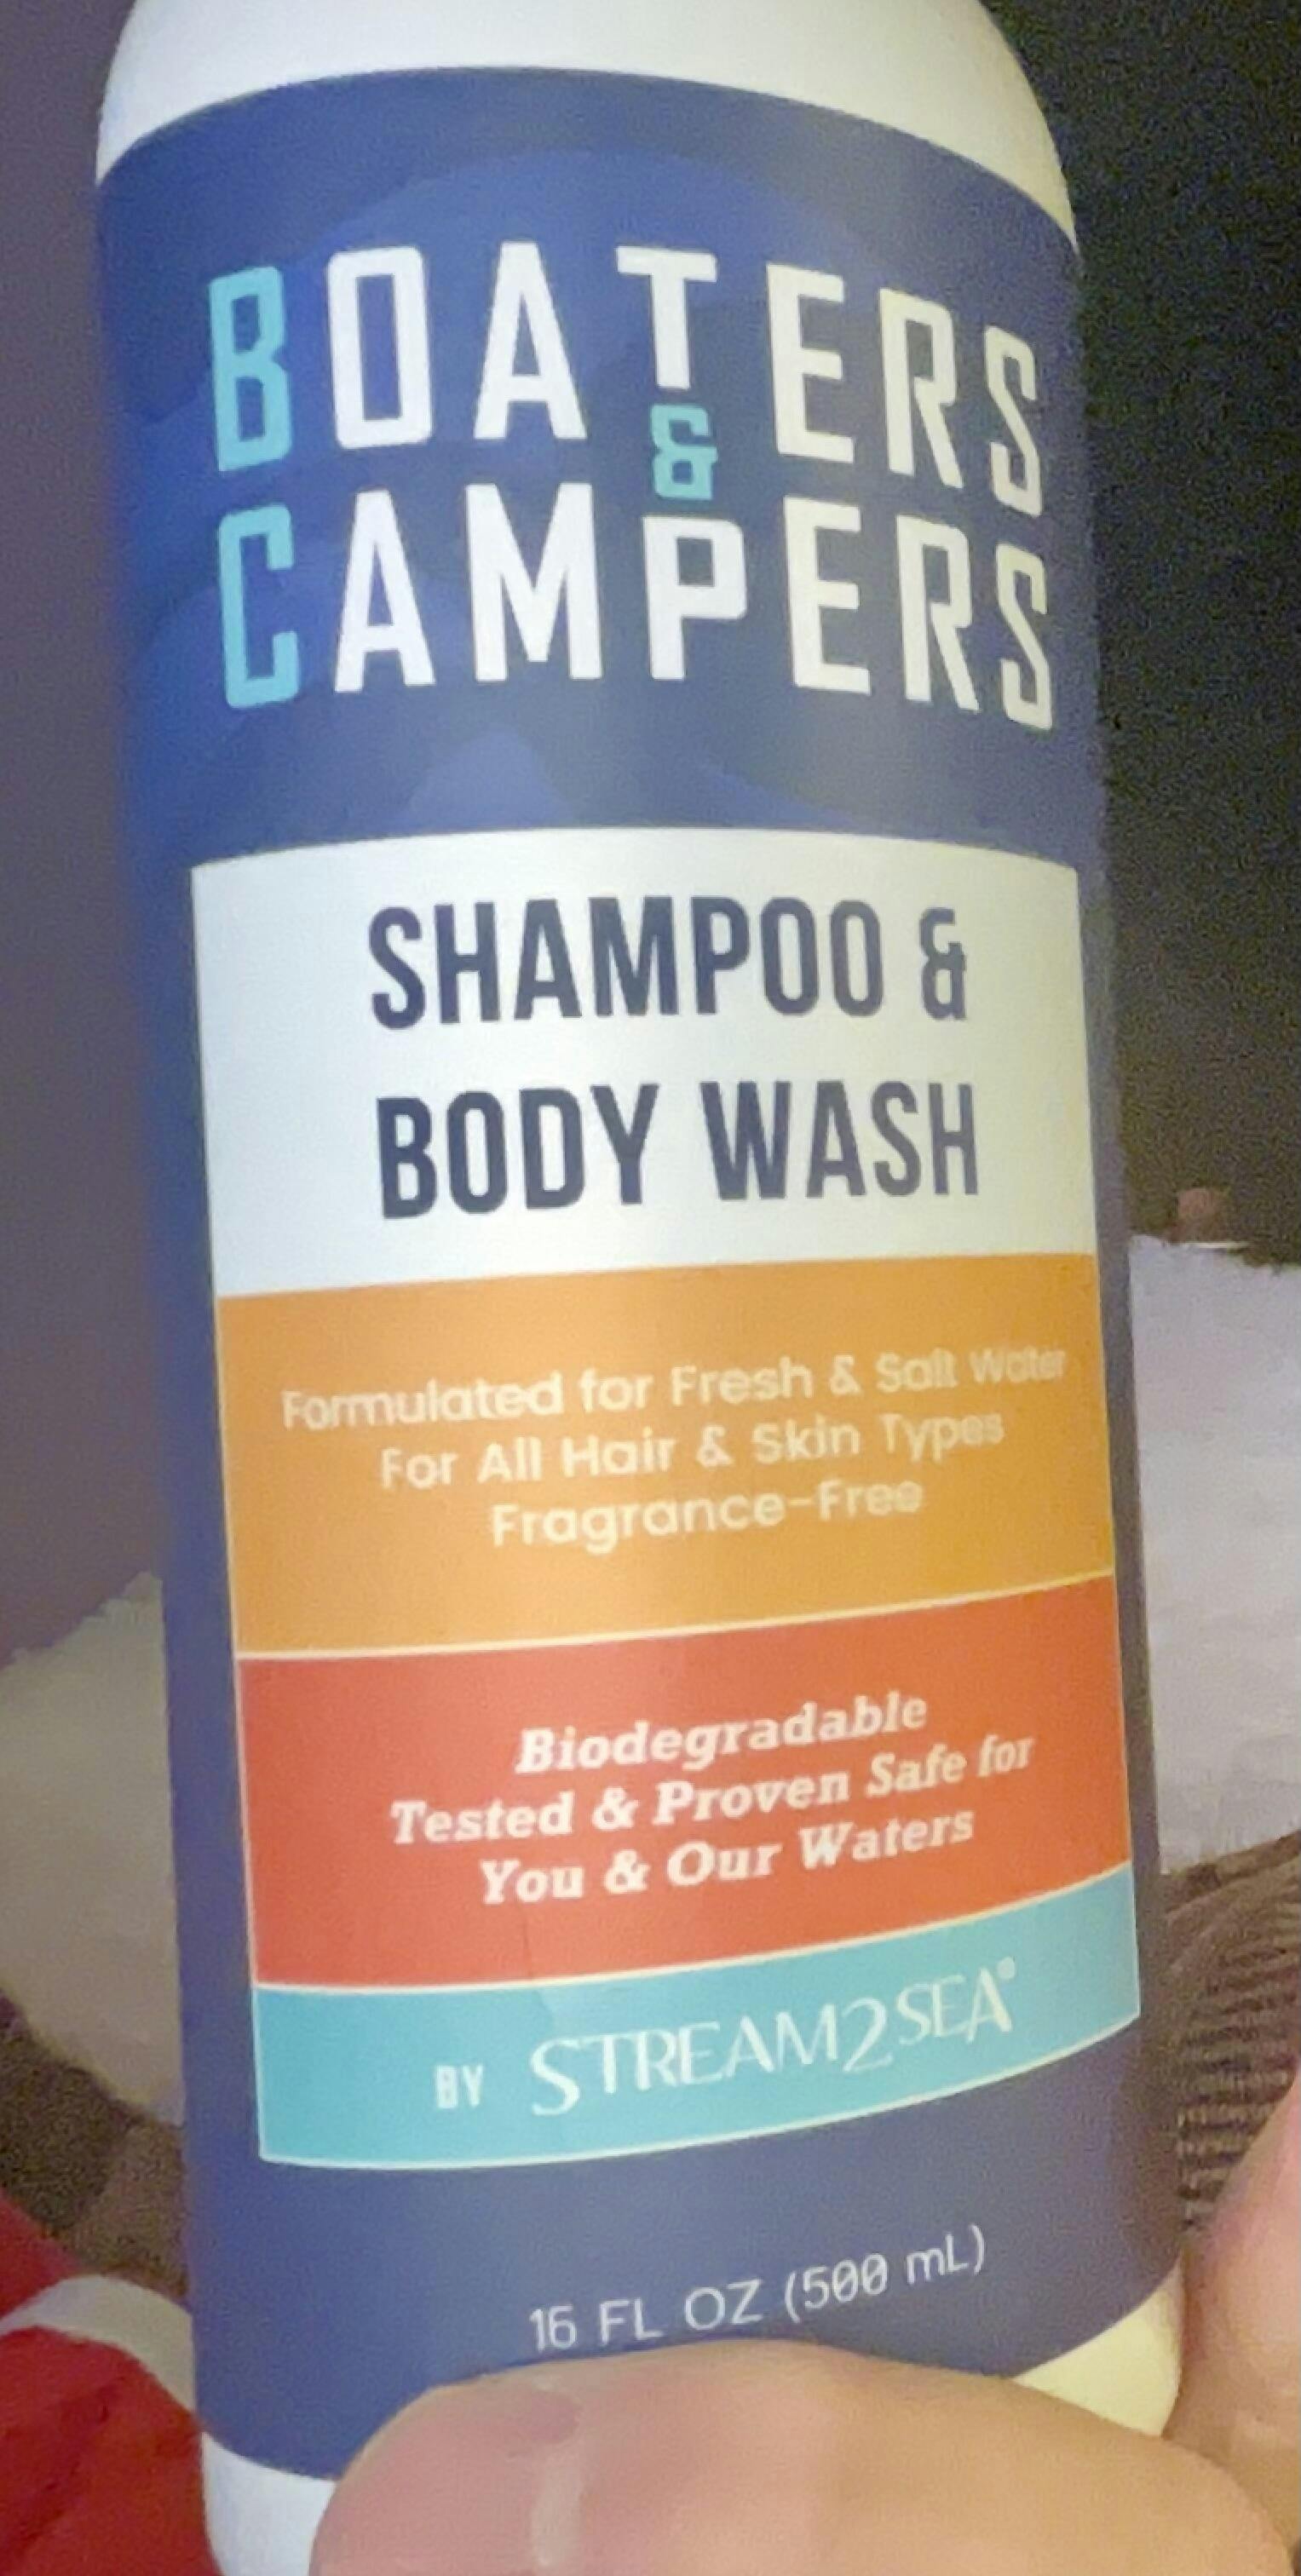 BOATERS
&
CAMPERS
SHAMPOO &
BODY WASH
Formulated for Fresh & Salt Water
For All Hair & Skin Types
Fragrance-Free
Biodegradable
Tested & Proven Safe for
You & Our Waters
BY STREAM2SEA®
16 FL OZ (500 mL)